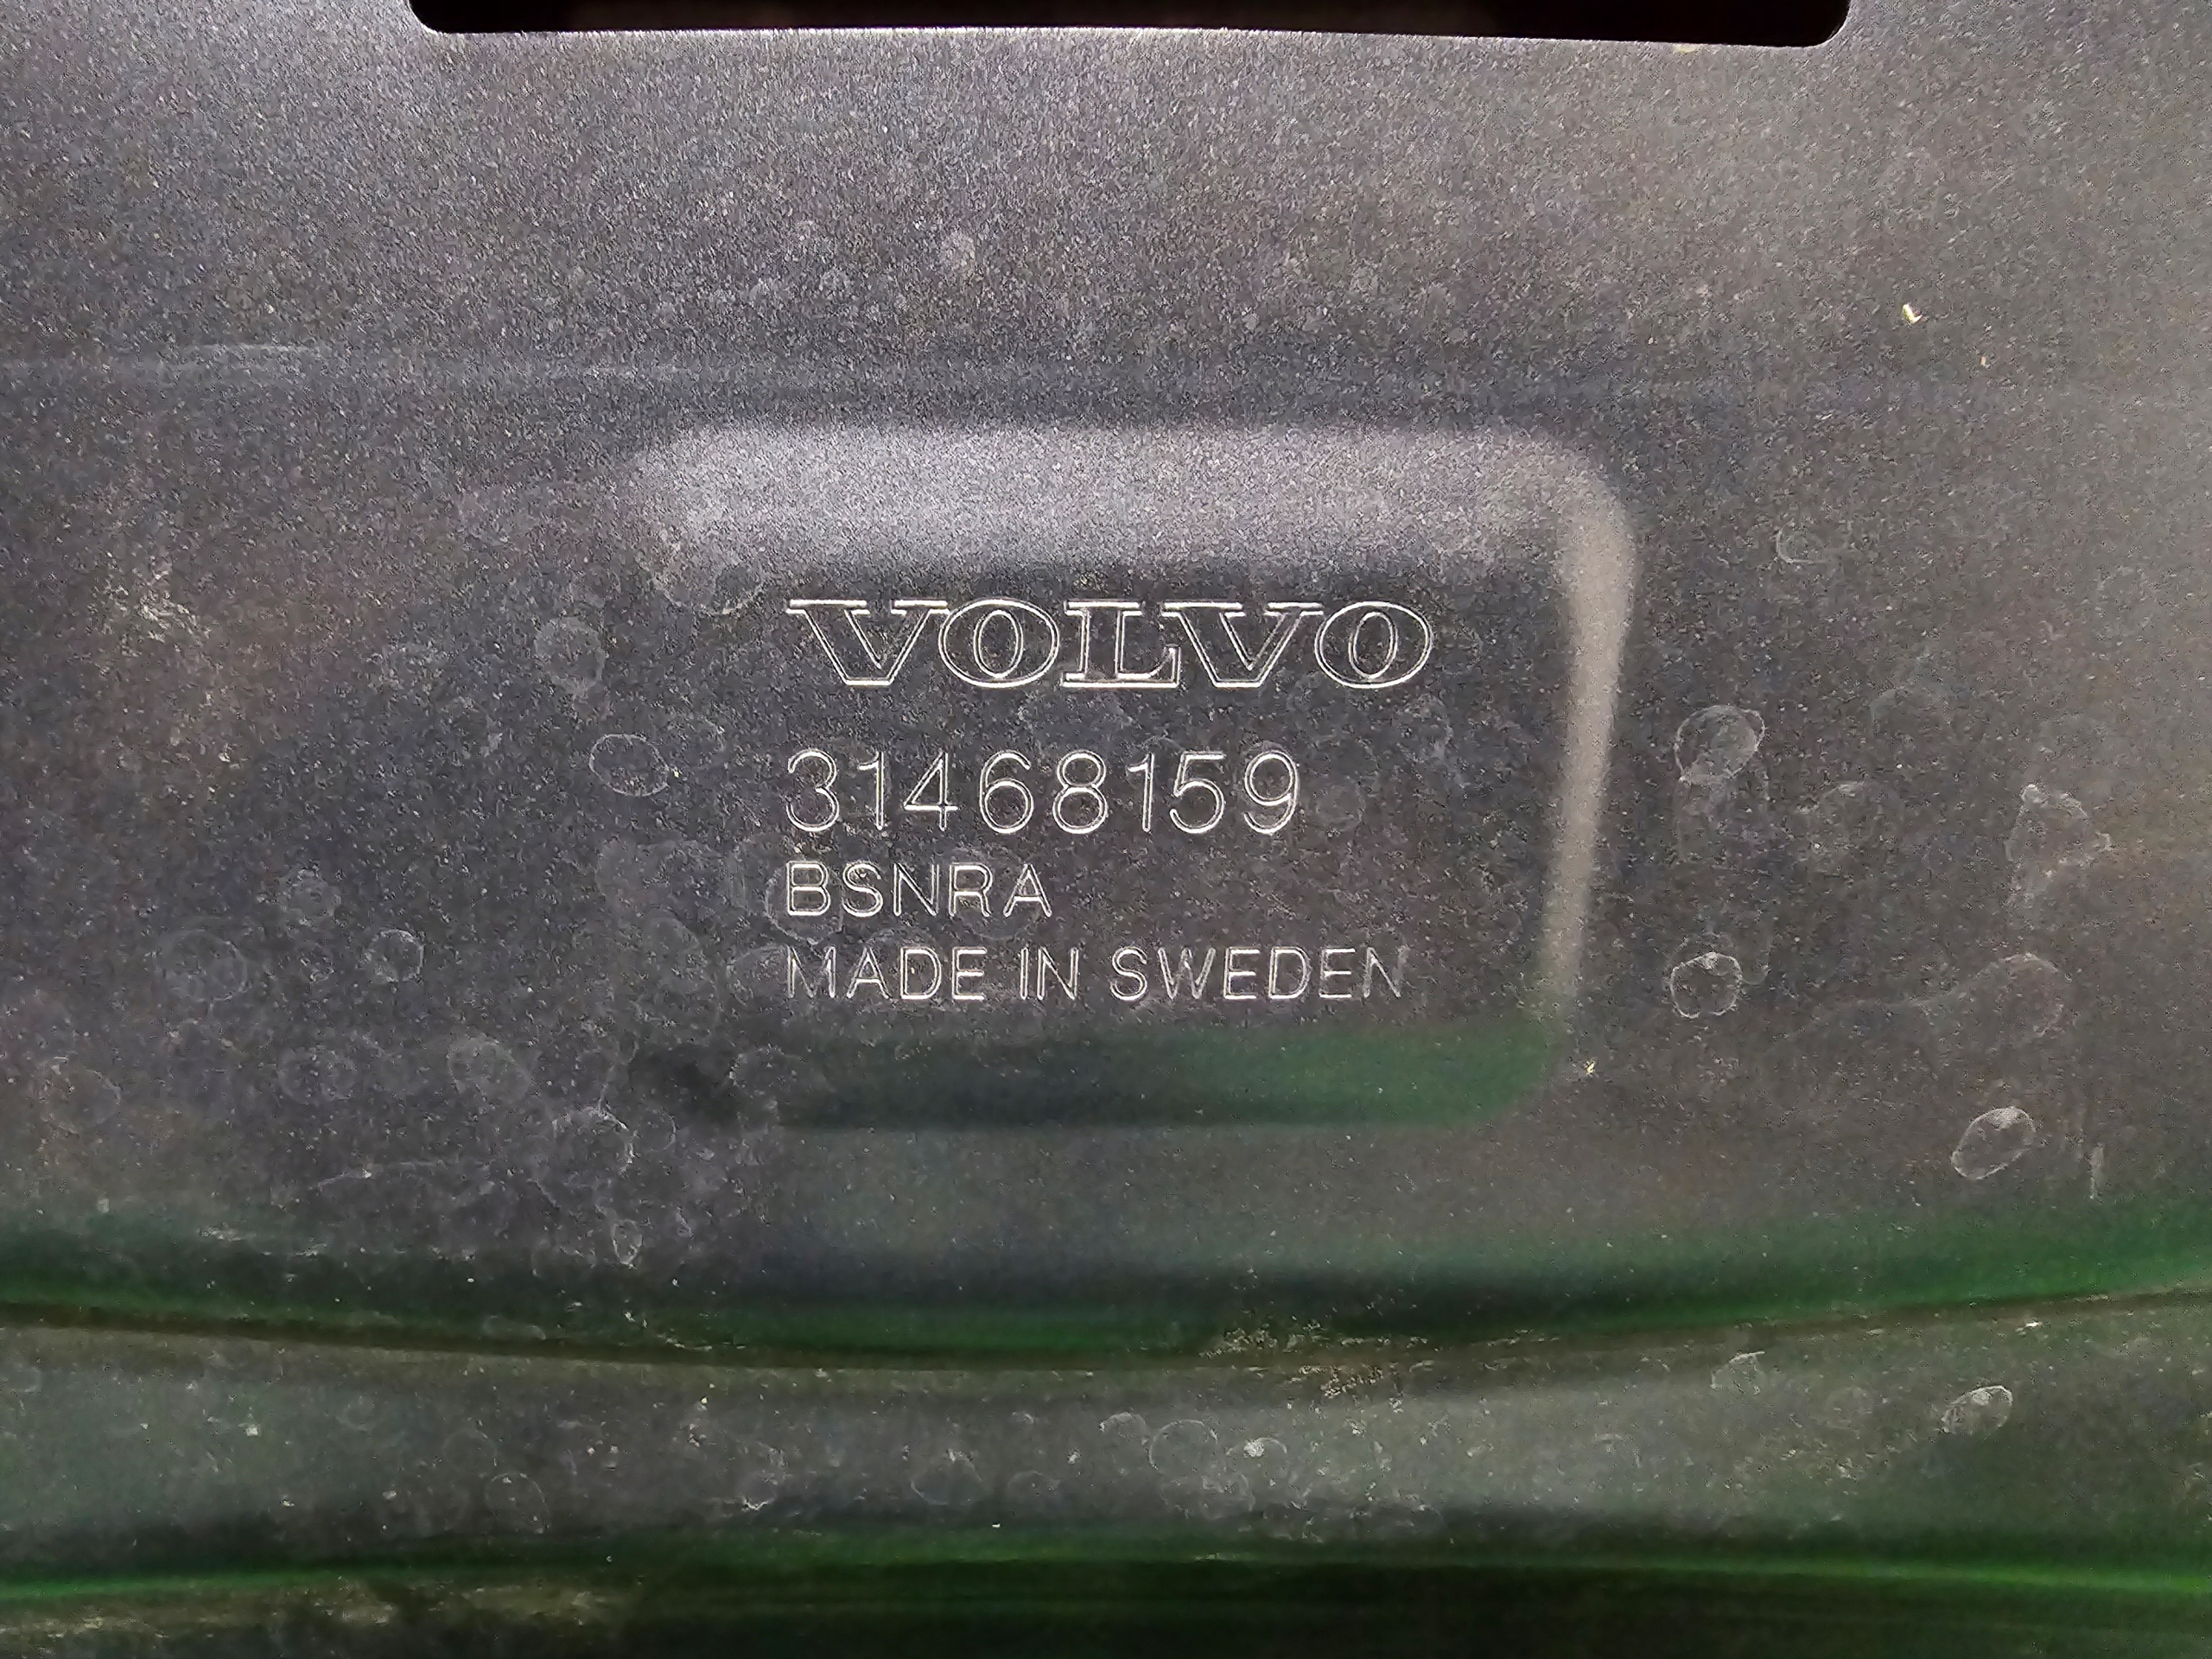 VOLVO
31468159
BSNRA
MADE IN SWEDEN